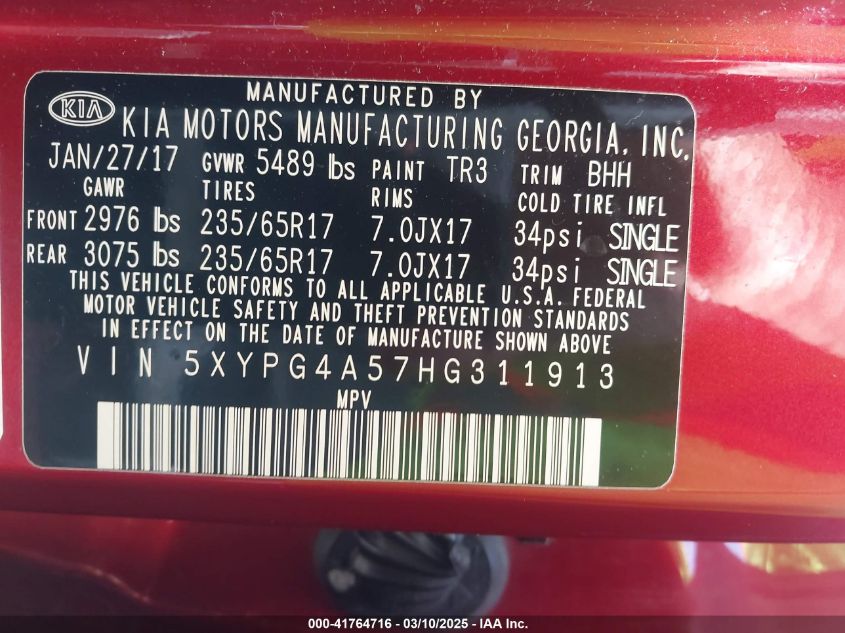 MANUFACTURED BY
KIA KIA MOTORS MANUFACTURING GEORGIA, INC.
JAN/27/17 GVWR 5489 lbs PAINT TR3 TRIM BHH
GAWR TIRES RIMS COLD TIRE INFL
FRONT 2976 lbs 235/65R17 7.0JX17 34psi SINGLE
REAR 3075 lbs 235/65R17 7.0JX17 34psi SINGLE
THIS VEHICLE CONFORMS TO ALL APPLICABLE U.S.A. FEDERAL
MOTOR VEHICLE SAFETY AND THEFT PREVENTION STANDARDS
IN EFFECT ON THE DATE OF MANUFACTURE SHOWN ABOVE
VIN 5XYPG4A57HG311913
MPV
000-41764716 - 03/10/2025 - IAA Inc.